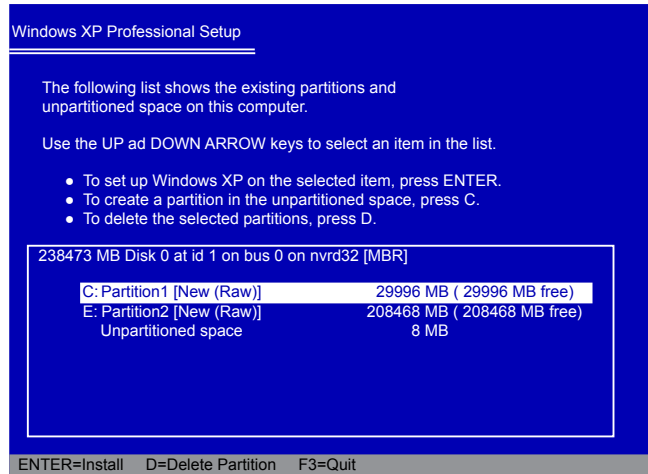 Windows XP Professional Setup
The following list shows the existing partitions and
unpartitioned space on this computer.
Use the UP ad DOWN ARROW keys to select an item in the list.
● To set up Windows XP on the selected item, press ENTER.
● To create a partition in the unpartitioned space, press C.
● To delete the selected partitions, press D.
238473 MB Disk 0 at id 1 on bus 0 on nvrd32 [MBR]
C: Partition1 [New (Raw)] 29996 MB ( 29996 MB free)
E: Partition2 [New (Raw)] 208468 MB ( 208468 MB free)
Unpartitioned space 8 MB
ENTER=Install D=Delete Partition F3=Quit